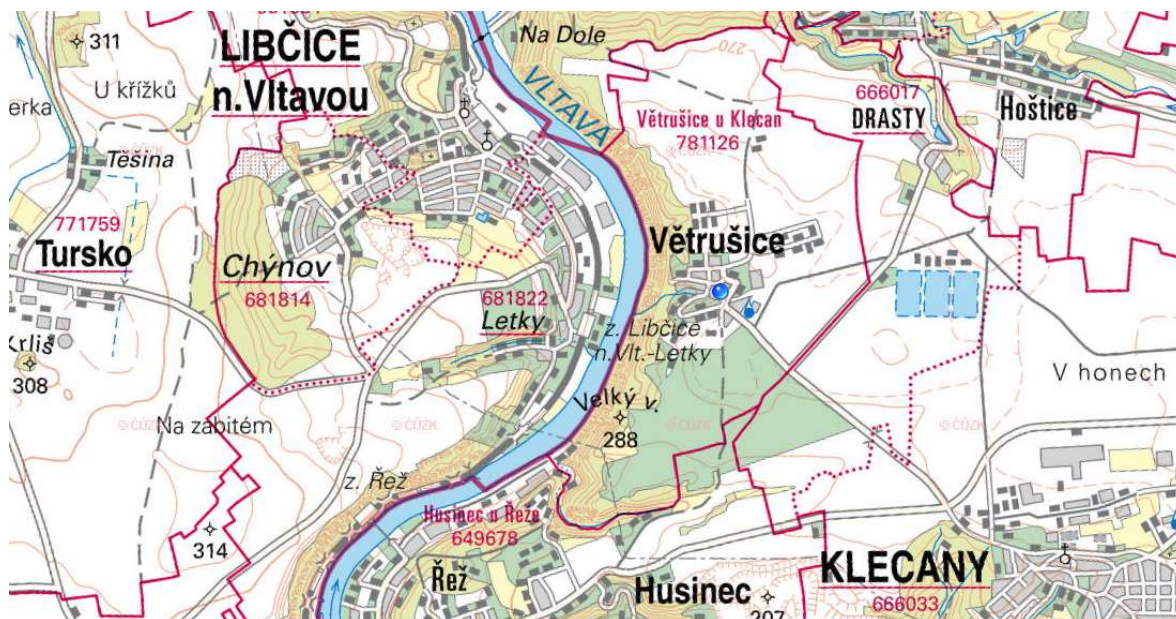 311
LIBČICE
n.Vltavou
U křížků
erka
Těšina
771759
Tursko
Chýnov
681814
Krliš
308
Na zábitém
314
Na Dole
VLTAVA
270
Větrušice u Klecan
781126
©ČÚZK
666017
DRASTY
Hoštice
Větrušice
681822
Letky
z. Libčice
n.Vlt.-Letky
Velký v.
288
V honech
©ČÚZK
©ČÚZK
©ČÚZK
z. Řež
Husinec u Řeže
649678
Řež
Husinec
KLECANY
666033